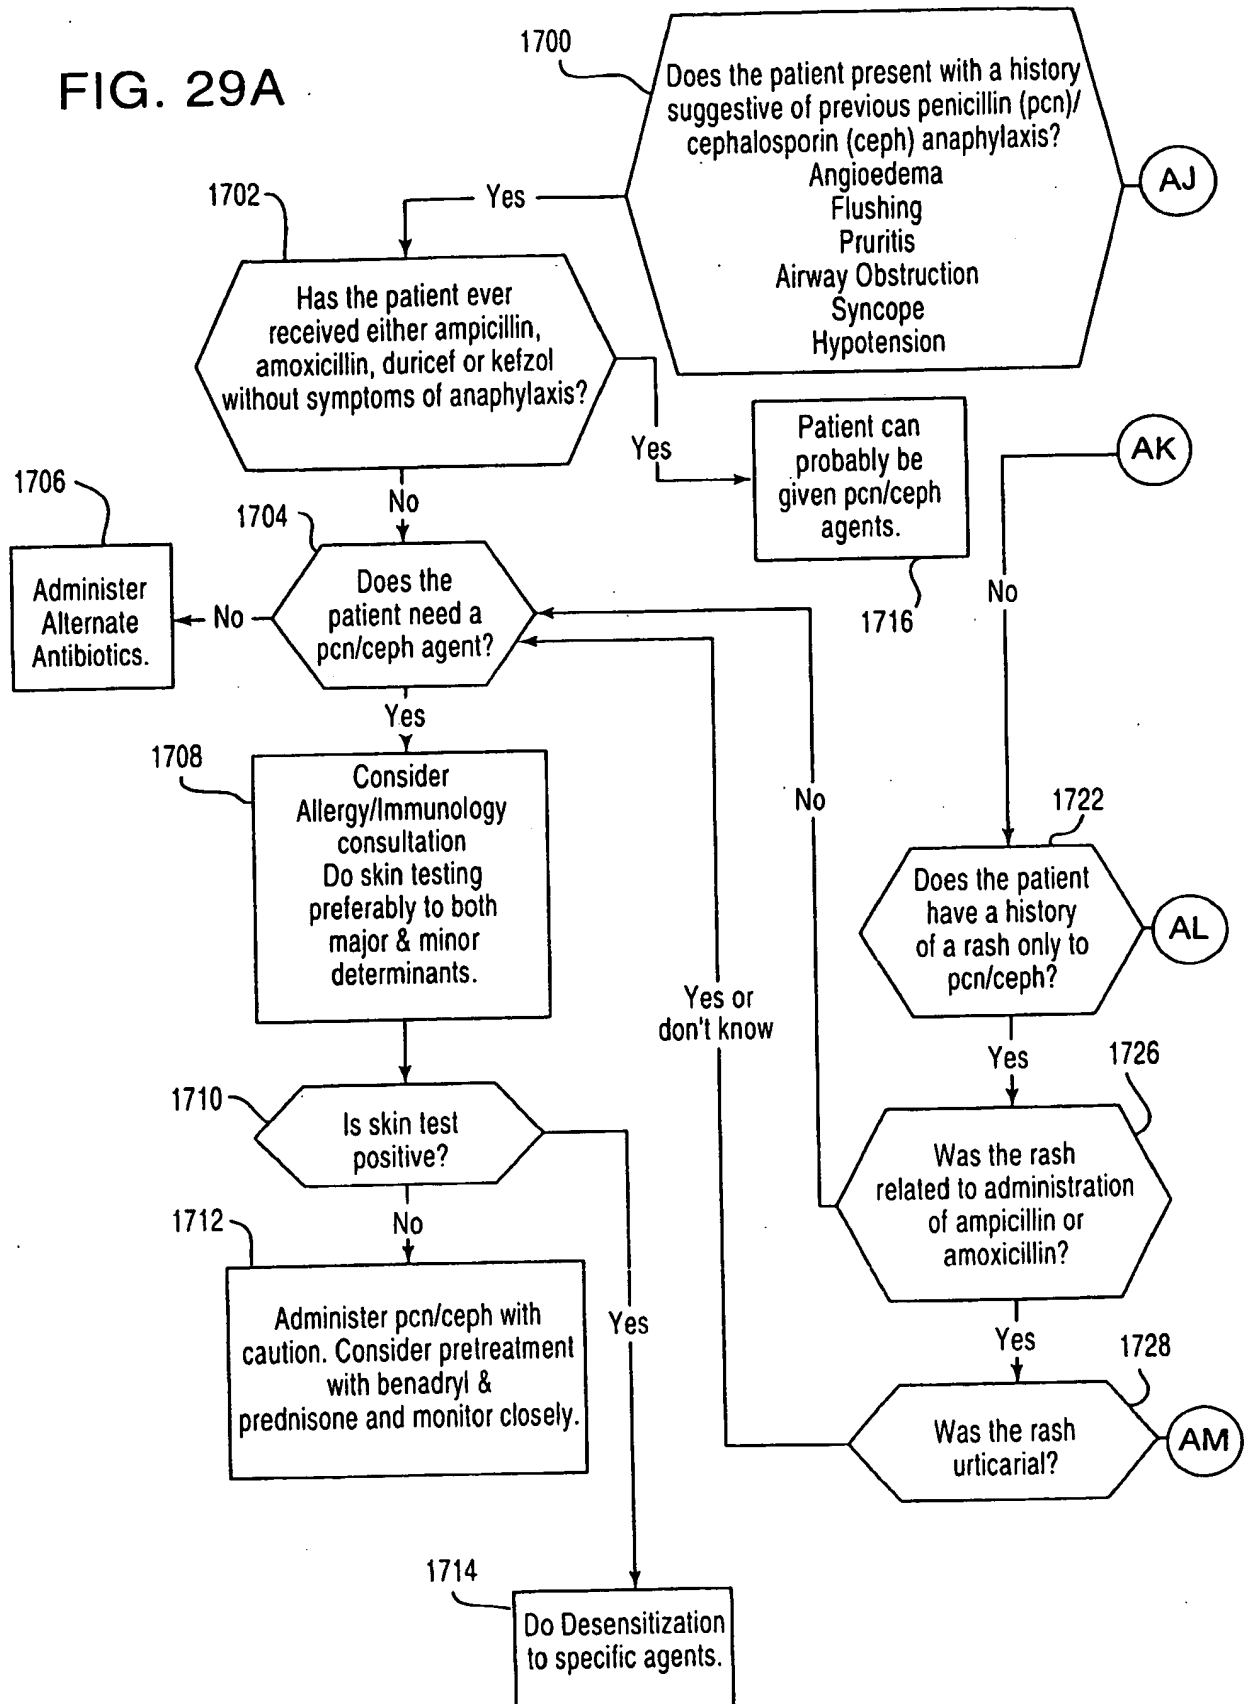 FIG. 29A
1700
Does the patient present with a history
suggestive of previous penicillin (pcn)/
cephalosporin (ceph) anaphylaxis?
Angioedema
Flushing
Pruritis
Airway Obstruction
Syncope
Hypotension
AJ
Yes
1702
Has the patient ever
received either ampicillin,
amoxicillin, duricef or kefzol
without symptoms of anaphylaxis?
Yes
Patient can
probably be
given pcn/ceph
agents.
1716
AK
No
No
1706
Administer
Alternate
Antibiotics.
No
1704
Does the
patient need a
pcn/ceph agent?
Yes
1708
Consider
Allergy/Immunology
consultation
Do skin testing
preferably to both
major & minor
determinants.
No
1722
Does the patient
have a history
of a rash only to
pcn/ceph?
AL
Yes or
don't know
Yes
1726
Was the rash
related to administration
of ampicillin or
amoxicillin?
1710
Is skin test
positive?
No
1712
Administer pcn/ceph with
caution. Consider pretreatment
with benadryl &
prednisone and monitor closely.
Yes
Yes
1728
Was the rash
urticarial?
AM
1714
Do Desensitization
to specific agents.